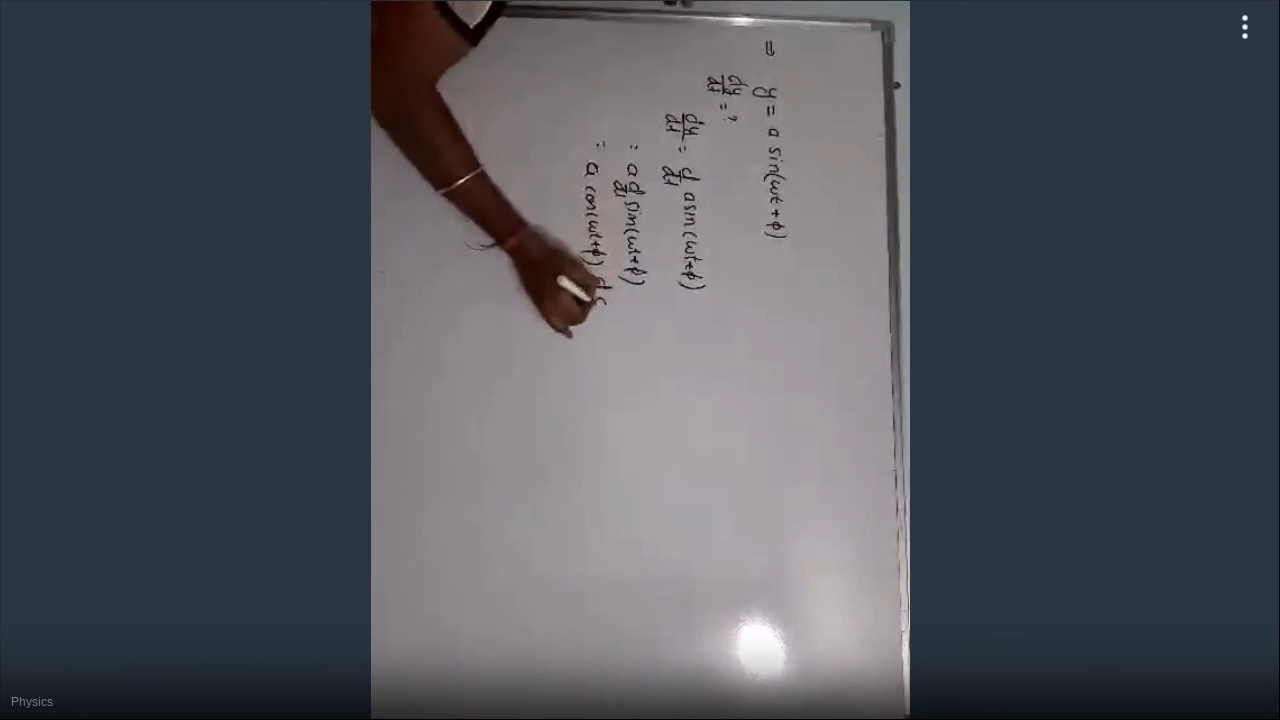 ⇒ y = a sin(ωt + φ)
dy/dt = ?
dy/dt = d/dt a sin(ωt+φ)
= a d/dt sin(ωt+φ)
= a cos(ωt+φ) d
Physics